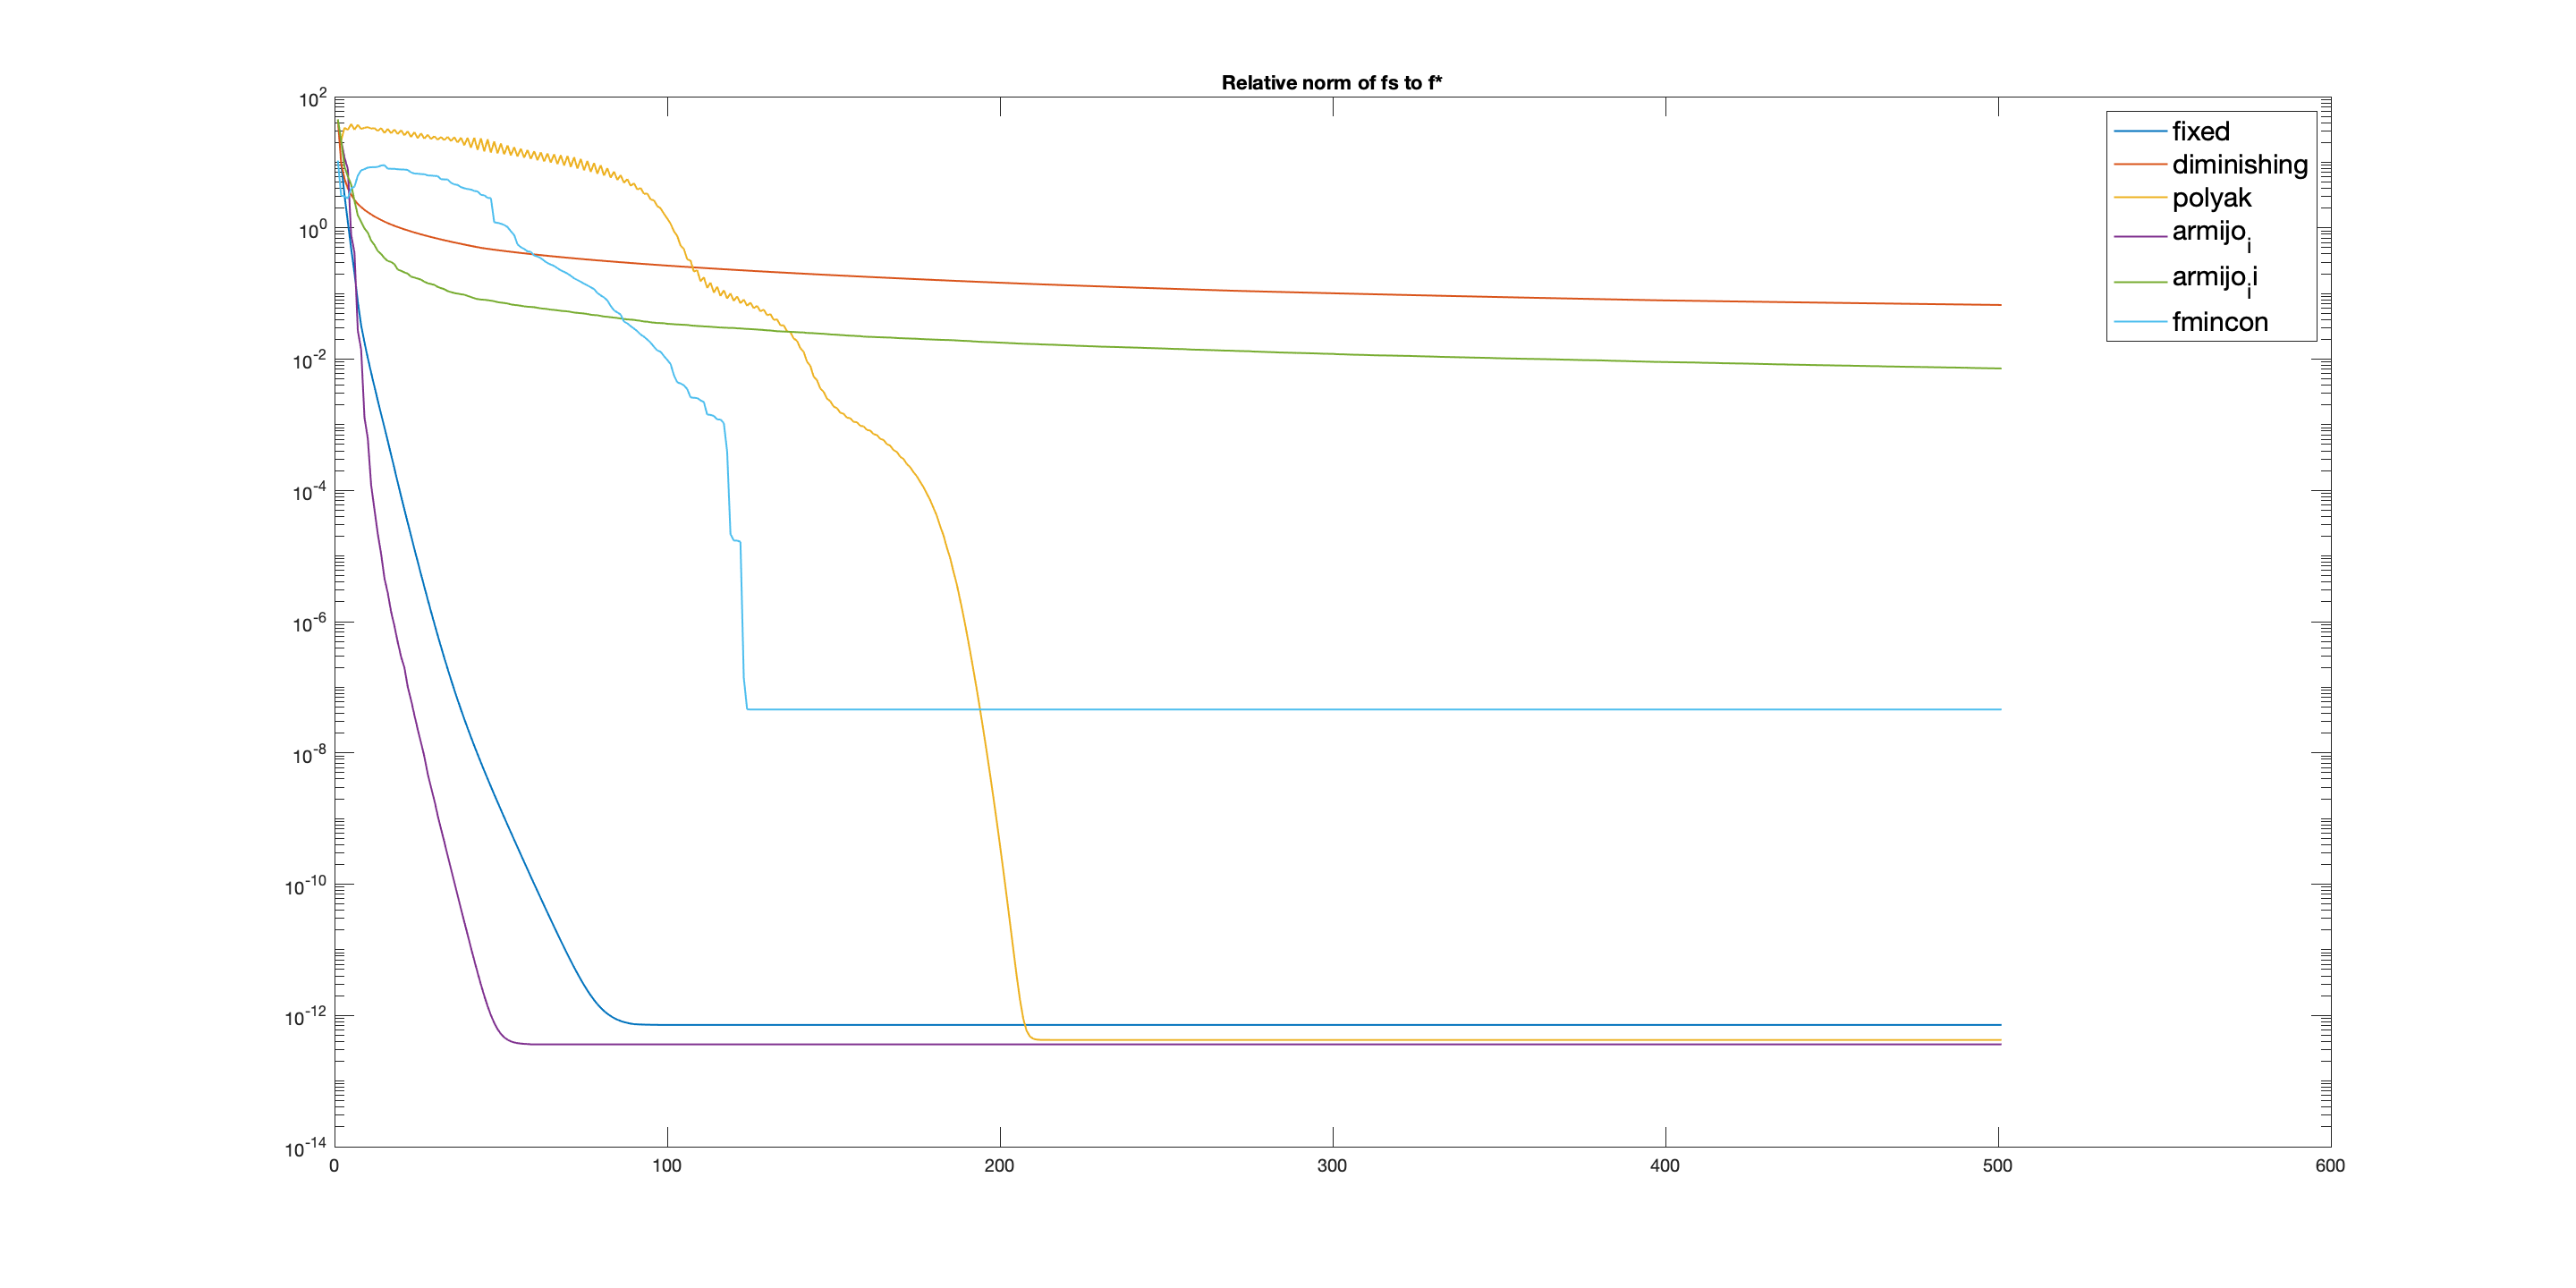 Relative norm of fs to f*
10^2
10^0
10^-2
10^-4
10^-6
10^-8
10^-10
10^-12
10^-14
0 100 200 300 400 500 600
fixed
diminishing
polyak
armijo_i
armijo_ii
fmincon